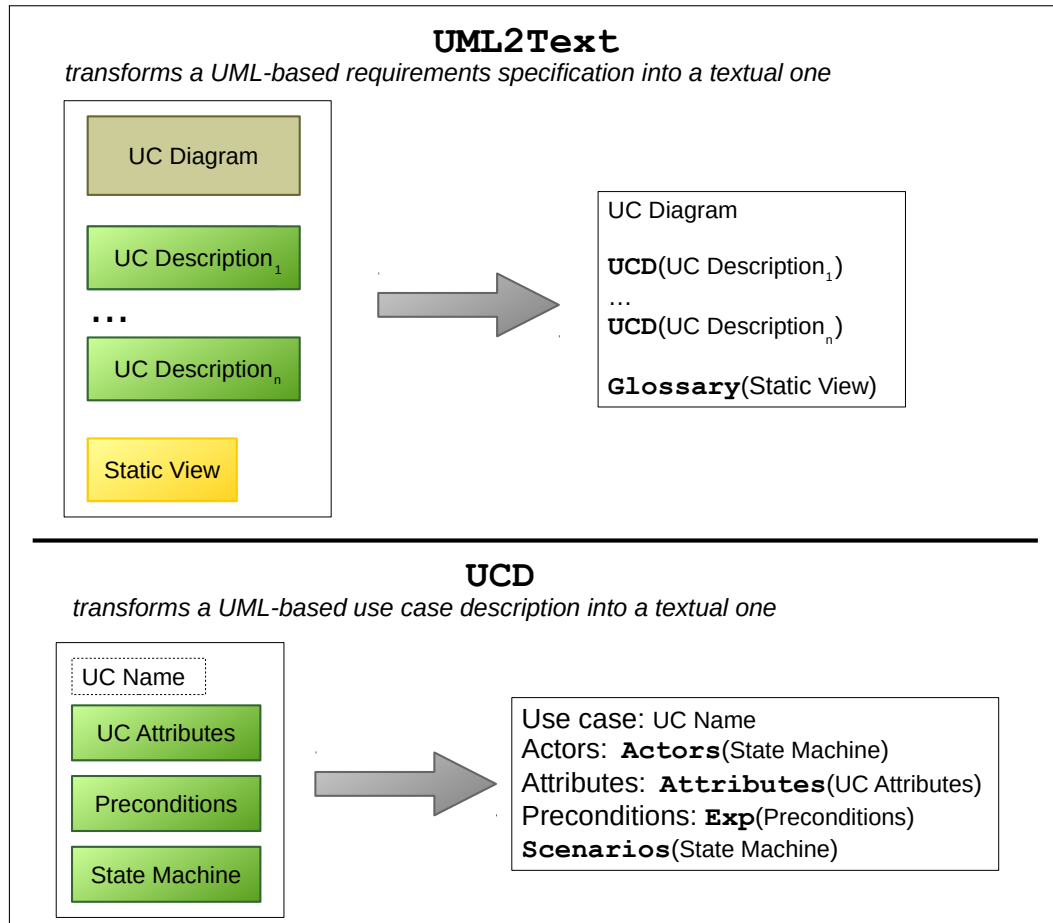 UML2Text
transforms a UML-based requirements specification into a textual one
UC Diagram
UC Description1
...
UC Descriptionn
Static View
UC Diagram
UCD(UC Description1)
...
UCD(UC Descriptionn)
Glossary(Static View)
UCD
transforms a UML-based use case description into a textual one
UC Name
UC Attributes
Preconditions
State Machine
Use case: UC Name
Actors: Actors(State Machine)
Attributes: Attributes(UC Attributes)
Preconditions: Exp(Preconditions)
Scenarios(State Machine)